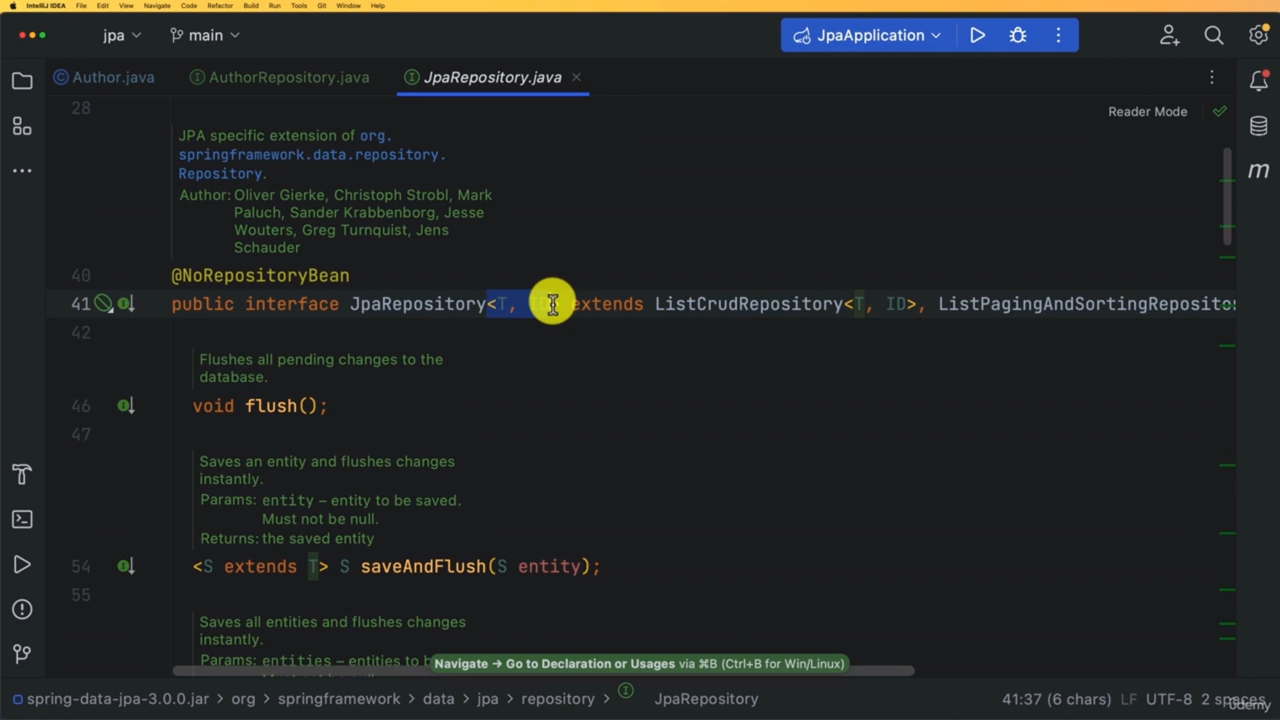 IntelliJ IDEA File Edit View Navigate Code Refactor Build Run Tools Git Window Help
jpa main JpaApplication
Author.java AuthorRepository.java JpaRepository.java
28 Reader Mode
JPA specific extension of org.
springframework.data.repository.
Repository.
Author: Oliver Gierke, Christoph Strobl, Mark
Paluch, Sander Krabbenborg, Jesse
Wouters, Greg Turnquist, Jens
Schauder
40 @NoRepositoryBean
41 public interface JpaRepository<T, ID> extends ListCrudRepository<T, ID>, ListPagingAndSortingReposito
42
Flushes all pending changes to the
database.
46 void flush();
47
Saves an entity and flushes changes
instantly.
Params: entity – entity to be saved.
Must not be null.
Returns: the saved entity
54 <S extends T> S saveAndFlush(S entity);
55
Saves all entities and flushes changes
instantly.
Params: entities – entities to b
Navigate → Go to Declaration or Usages via ⌘B (Ctrl+B for Win/Linux)
spring-data-jpa-3.0.0.jar > org > springframework > data > jpa > repository > JpaRepository 41:37 (6 chars) LF UTF-8 2 spaces
udemy